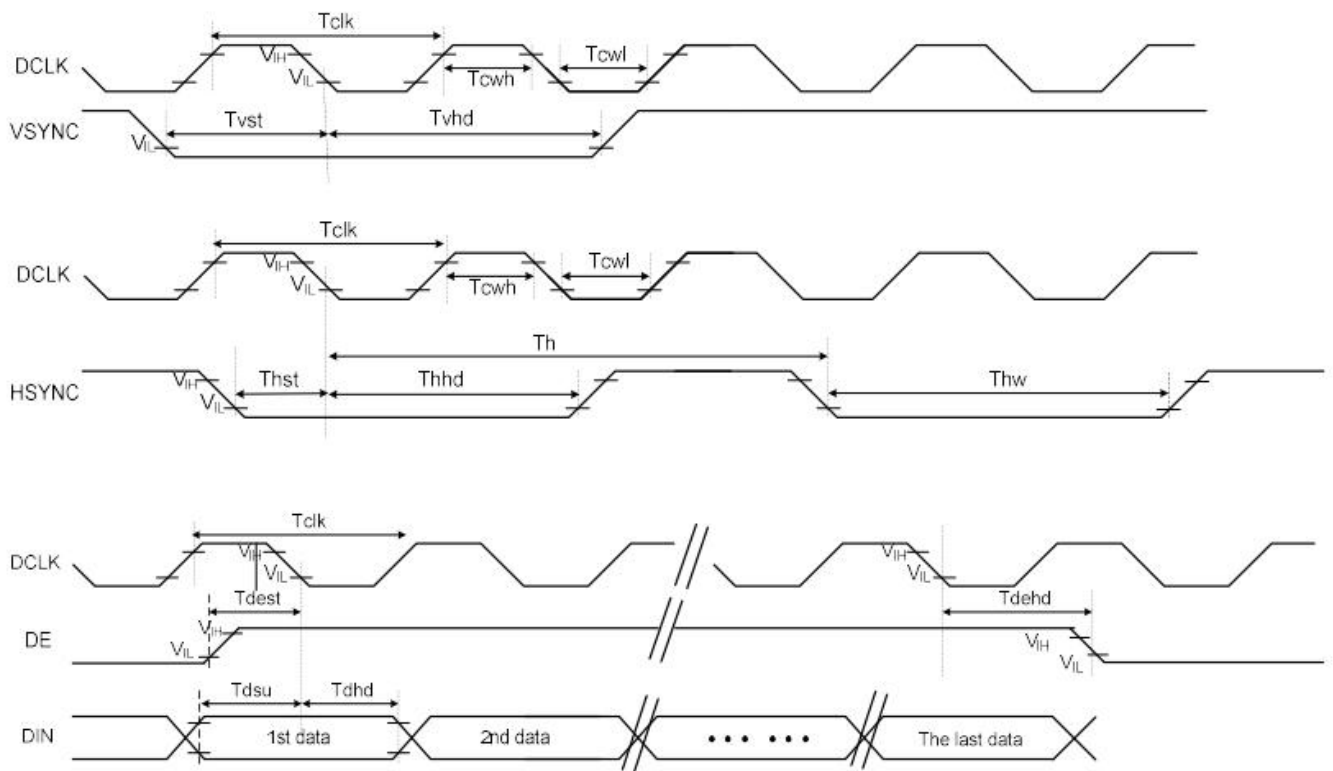 Tclk
DCLK VIH VIL Tcwh Tcwl
VSYNC VIL Tvst Tvhd
Tclk
DCLK VIH VIL Tcwh Tcwl
Th
HSYNC VIH VIL Thst Thhd Thw
Tclk
DCLK VIH VIL VIH VIL
Tdest Tdehd
DE VIH VIL VIH VIL
Tdsu Tdhd
DIN 1st data 2nd data ••• ••• The last data